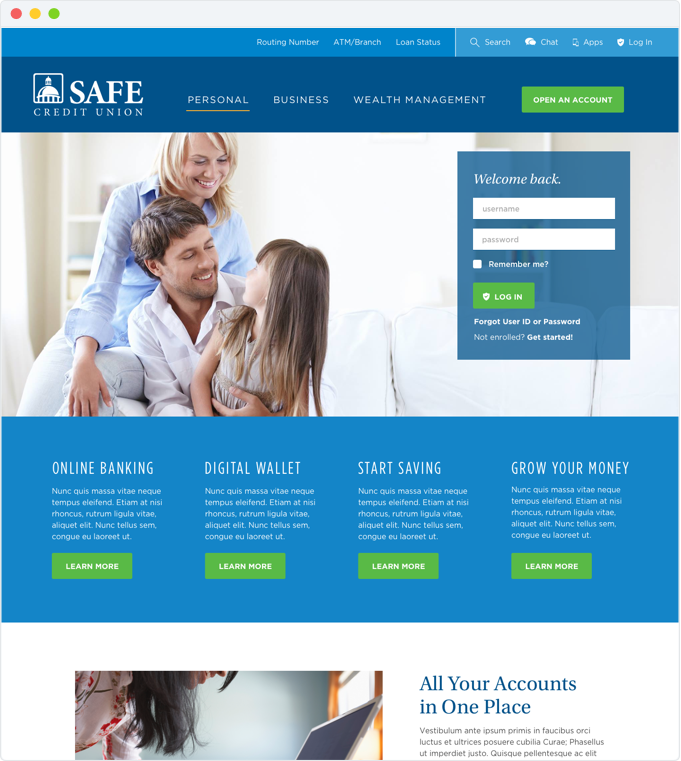 Routing Number ATM/Branch Loan Status Search Chat Apps Log In
SAFE
CREDIT UNION
PERSONAL BUSINESS WEALTH MANAGEMENT OPEN AN ACCOUNT
Welcome back.
username
password
Remember me?
LOG IN
Forgot User ID or Password
Not enrolled? Get started!
ONLINE BANKING
Nunc quis massa vitae neque
tempus eleifend. Etiam at nisi
rhoncus, rutrum ligula vitae,
aliquet elit. Nunc tellus sem,
congue eu laoreet ut.
LEARN MORE
DIGITAL WALLET
Nunc quis massa vitae neque
tempus eleifend. Etiam at nisi
rhoncus, rutrum ligula vitae,
aliquet elit. Nunc tellus sem,
congue eu laoreet ut.
LEARN MORE
START SAVING
Nunc quis massa vitae neque
tempus eleifend. Etiam at nisi
rhoncus, rutrum ligula vitae,
aliquet elit. Nunc tellus sem,
congue eu laoreet ut.
LEARN MORE
GROW YOUR MONEY
Nunc quis massa vitae neque
tempus eleifend. Etiam at nisi
rhoncus, rutrum ligula vitae,
aliquet elit. Nunc tellus sem,
congue eu laoreet ut.
LEARN MORE
All Your Accounts
in One Place
Vestibulum ante ipsum primis in faucibus orci
luctus et ultrices posuere cubilia Curae; Phasellus
ut imperdiet justo. Quisque pellentesque ac elit